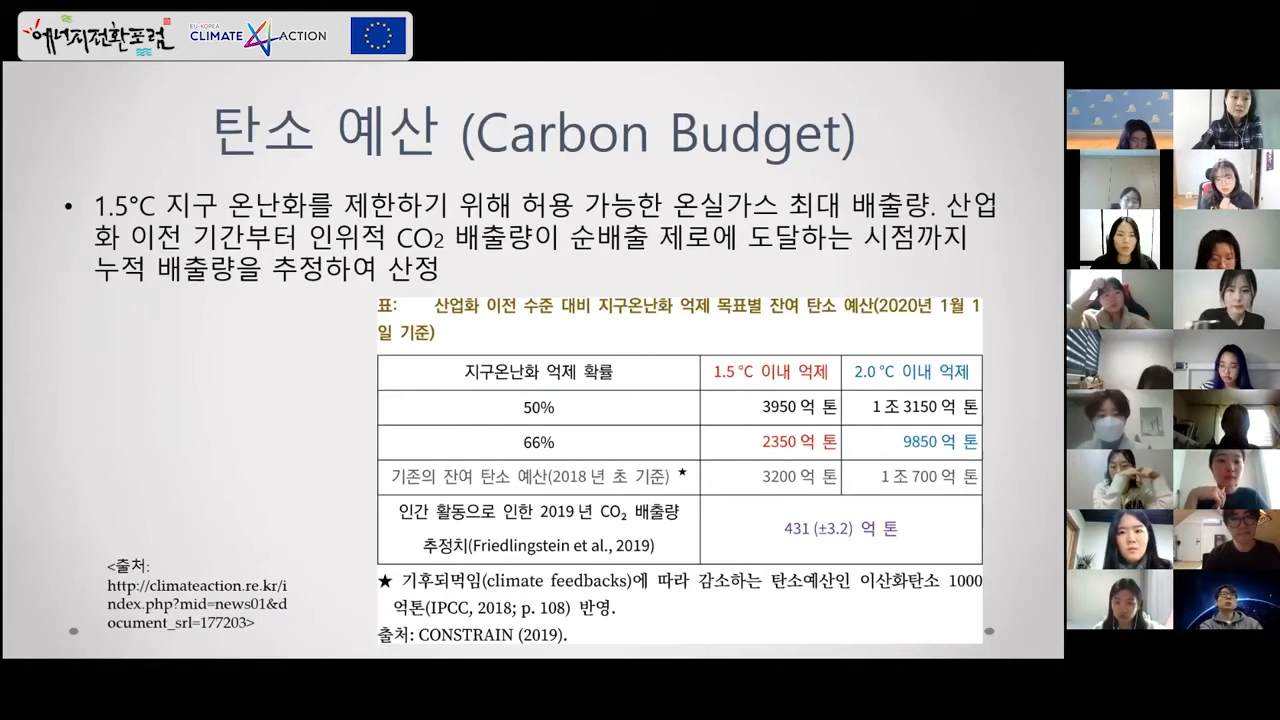 에너지전환포럼
EU-KOREA
CLIMATE ACTION
탄소 예산 (Carbon Budget)
• 1.5°C 지구 온난화를 제한하기 위해 허용 가능한 온실가스 최대 배출량. 산업
화 이전 기간부터 인위적 CO2 배출량이 순배출 제로에 도달하는 시점까지
누적 배출량을 추정하여 산정
표: 산업화 이전 수준 대비 지구온난화 억제 목표별 잔여 탄소 예산(2020년 1월 1
일 기준)
지구온난화 억제 확률 1.5 °C 이내 억제 2.0 °C 이내 억제
50% 3950 억 톤 1 조 3150 억 톤
66% 2350 억 톤 9850 억 톤
기존의 잔여 탄소 예산(2018 년 초 기준) ★ 3200 억 톤 1 조 700 억 톤
인간 활동으로 인한 2019 년 CO₂ 배출량
추정치(Friedlingstein et al., 2019)
431 (±3.2) 억 톤
★ 기후되먹임(climate feedbacks)에 따라 감소하는 탄소예산인 이산화탄소 1000
억톤(IPCC, 2018; p. 108) 반영.
출처: CONSTRAIN (2019).
<출처:
http://climateaction.re.kr/i
ndex.php?mid=news01&d
ocument_srl=177203>